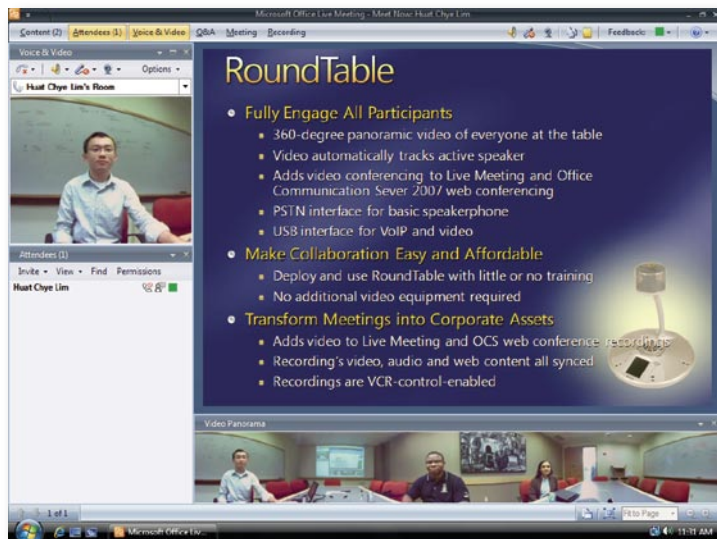 Microsoft Office Live Meeting - Meet Now: Huat Chye Lim
Content (2) Attendees (1) Voice & Video Q&A Meeting Recording
Feedback:
Voice & Video
Options
Huat Chye Lim's Room
Attendees (1)
Invite View Find Permissions
Huat Chye Lim
RoundTable
Fully Engage All Participants
360-degree panoramic video of everyone at the table
Video automatically tracks active speaker
Adds video conferencing to Live Meeting and Office
Communication Sever 2007 web conferencing
PSTN interface for basic speakerphone
USB interface for VoIP and video
Make Collaboration Easy and Affordable
Deploy and use RoundTable with little or no training
No additional video equipment required
Transform Meetings into Corporate Assets
Adds video to Live Meeting and OCS web conference recordings
Recording's video, audio and web content all synced
Recordings are VCR-control-enabled
Video Panorama
1 of 1
Fit to Page
Microsoft Office Liv...
11:31 AM